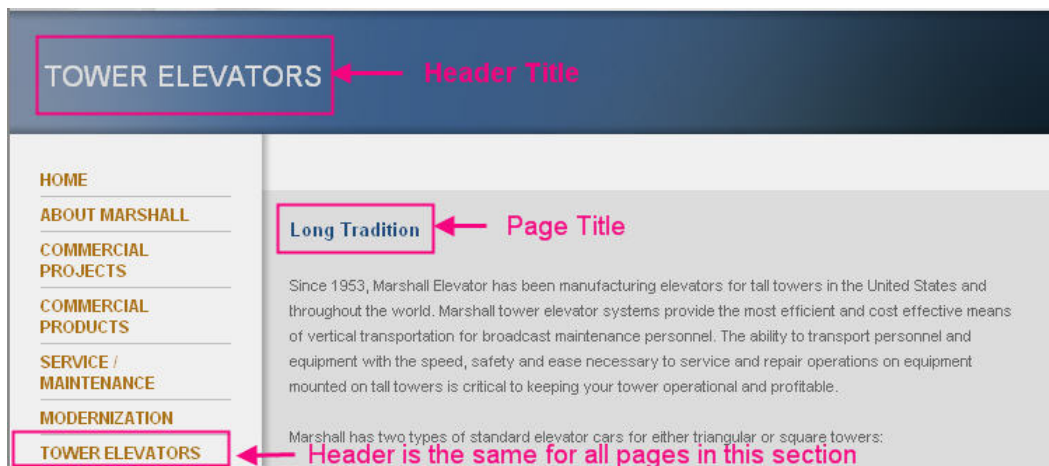 TOWER ELEVATORS
Header Title
HOME
ABOUT MARSHALL
COMMERCIAL
PROJECTS
COMMERCIAL
PRODUCTS
SERVICE /
MAINTENANCE
MODERNIZATION
TOWER ELEVATORS
Long Tradition
Page Title
Since 1953, Marshall Elevator has been manufacturing elevators for tall towers in the United States and
throughout the world. Marshall tower elevator systems provide the most efficient and cost effective means
of vertical transportation for broadcast maintenance personnel. The ability to transport personnel and
equipment with the speed, safety and ease necessary to service and repair operations on equipment
mounted on tall towers is critical to keeping your tower operational and profitable.
Marshall has two types of standard elevator cars for either triangular or square towers:
Header is the same for all pages in this section